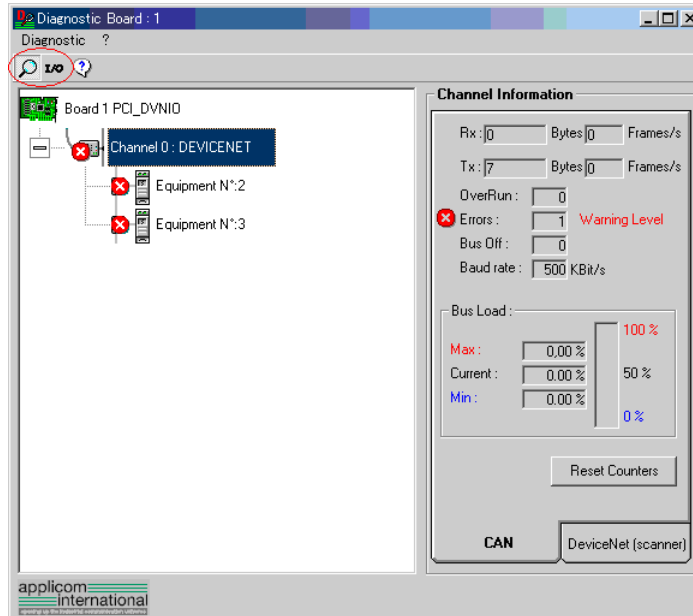 Diagnostic Board : 1
Diagnostic ?
I/O
Board 1 PCI_DVNIO
Channel 0 : DEVICENET
Equipment N°:2
Equipment N°:3
Channel Information
Rx : 0 Bytes 0 Frames/s
Tx : 7 Bytes 0 Frames/s
OverRun : 0
Errors : 1 Warning Level
Bus Off : 0
Baud rate : 500 KBit/s
Bus Load :
100 %
Max : 0,00 %
Current : 0.00 % 50 %
Min : 0.00 %
0 %
Reset Counters
CAN DeviceNet (scanner)
applicom
international